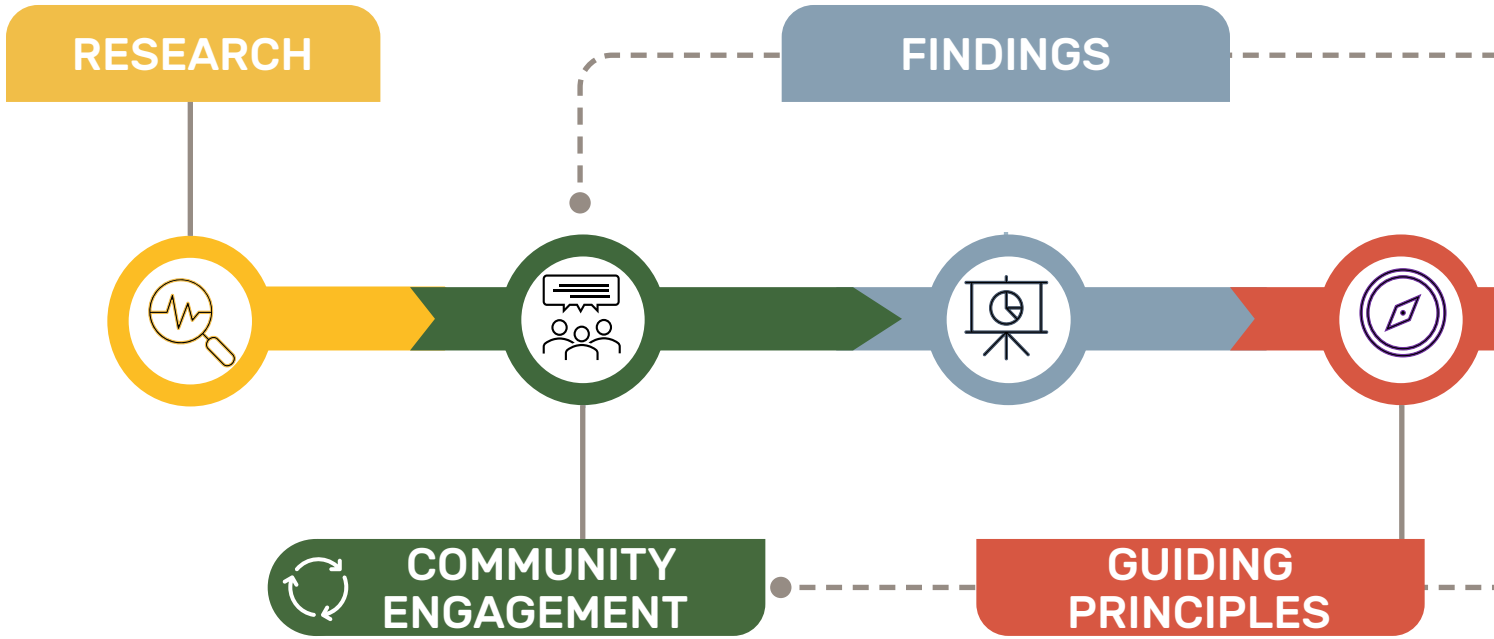 RESEARCH
FINDINGS
COMMUNITY
ENGAGEMENT
GUIDING
PRINCIPLES